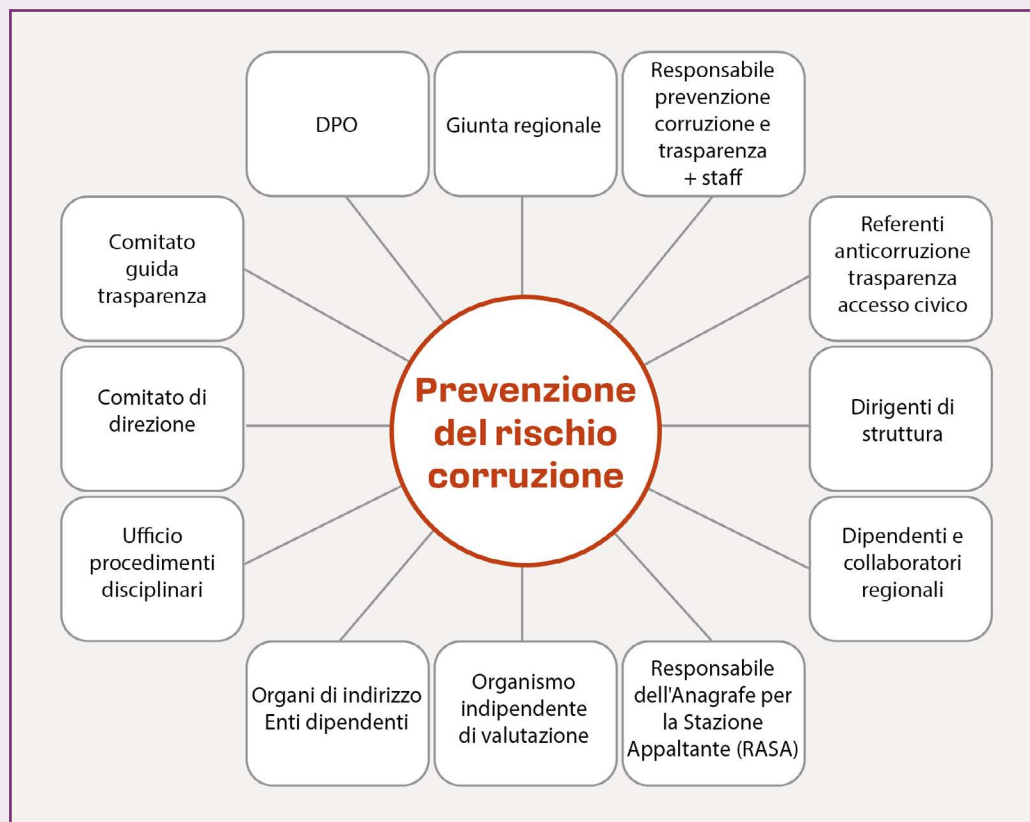 DPO
Giunta regionale
Responsabile
prevenzione
corruzione e
trasparenza
+ staff
Comitato
guida
trasparenza
Referenti
anticorruzione
trasparenza
accesso civico
Prevenzione
del rischio
corruzione
Comitato di
direzione
Dirigenti di
struttura
Ufficio
procedimenti
disciplinari
Dipendenti e
collaboratori
regionali
Organi di indirizzo
Enti dipendenti
Organismo
indipendente
di valutazione
Responsabile
dell'Anagrafe per
la Stazione
Appaltante (RASA)